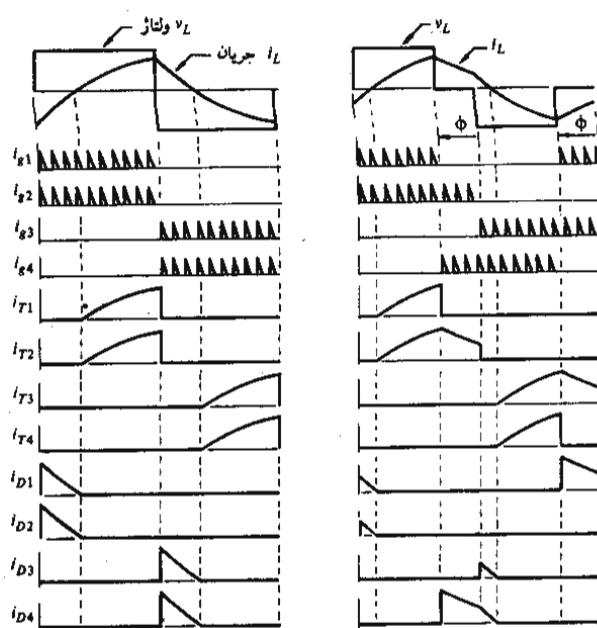 ولتاژ v_L
جریان i_L
v_L
i_L
ϕ
ϕ
i_g1
i_g2
i_g3
i_g4
i_T1
i_T2
i_T3
i_T4
i_D1
i_D2
i_D3
i_D4